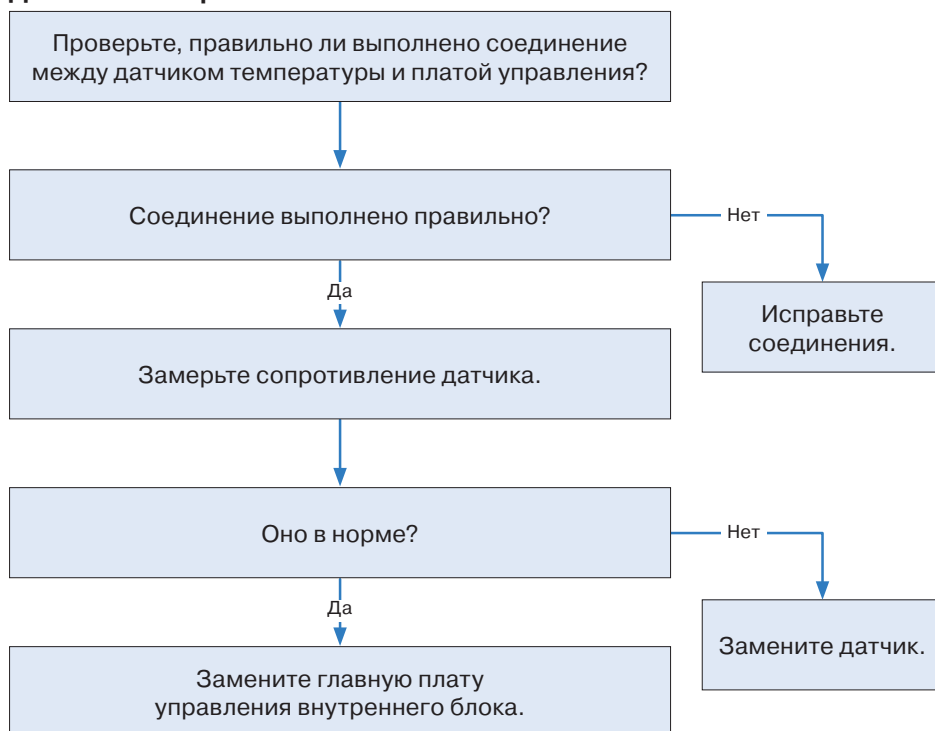 Проверьте, правильно ли выполнено соединение
между датчиком температуры и платой управления?
Соединение выполнено правильно?
Нет
Да
Исправьте
соединения.
Замерьте сопротивление датчика.
Оно в норме?
Нет
Да
Замените датчик.
Замените главную плату
управления внутреннего блока.